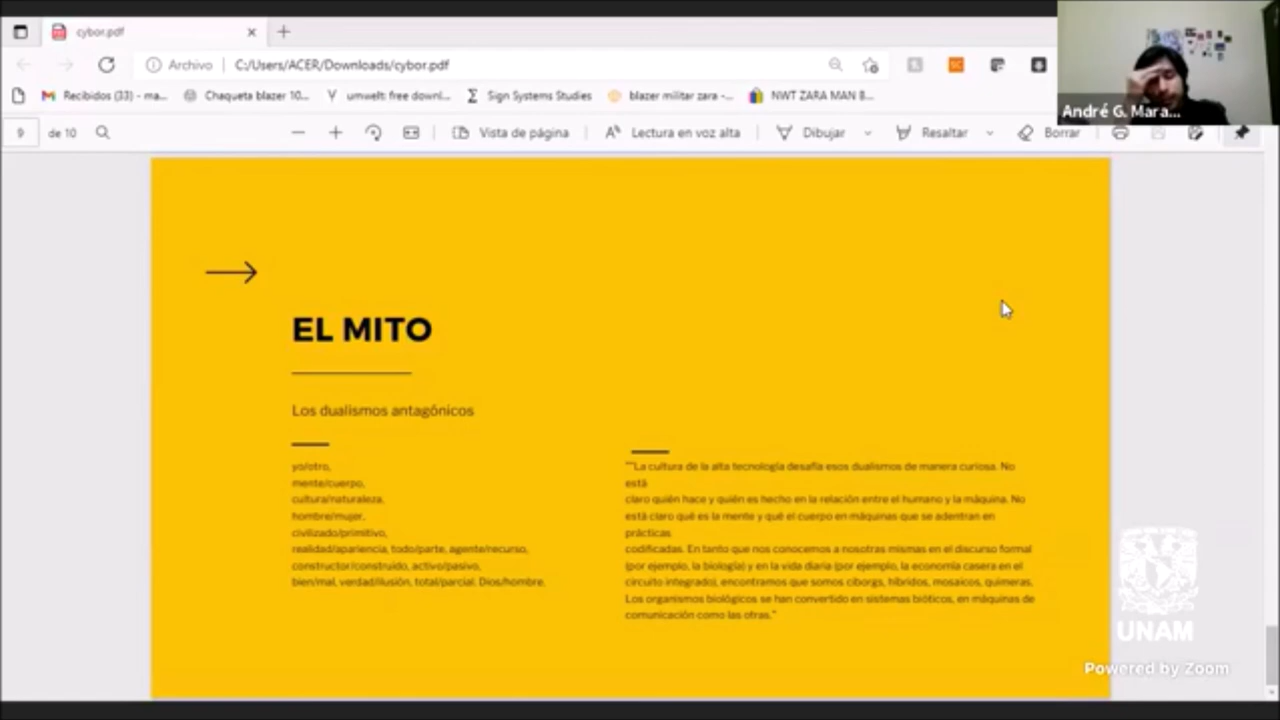 cybor.pdf
Archivo
C:/Users/ACER/Downloads/cybor.pdf
Recibidos (33) - ma...
Chaqueta blazer 10...
umwelt: free downl...
Sign Systems Studies
blazer militar zara -...
NWT ZARA MAN B...
André G. Mara...
9 de 10
Vista de página
Lectura en voz alta
Dibujar
Resaltar
Borrar
EL MITO
Los dualismos antagónicos
yo/otro,
mente/cuerpo,
cultura/naturaleza,
hombre/mujer,
civilizado/primitivo,
realidad/apariencia, todo/parte, agente/recurso,
constructor/construido, activo/pasivo,
bien/mal, verdad/ilusión, total/parcial. Dios/hombre.
""La cultura de la alta tecnología desafía esos dualismos de manera curiosa. No
está
claro quién hace y quién es hecho en la relación entre el humano y la máquina. No
está claro qué es la mente y qué el cuerpo en máquinas que se adentran en
prácticas
codificadas. En tanto que nos conocemos a nosotras mismas en el discurso formal
(por ejemplo, la biología) y en la vida diaria (por ejemplo, la economía casera en el
circuito integrado), encontramos que somos cíborgs, híbridos, mosaicos, quimeras.
Los organismos biológicos se han convertido en sistemas bióticos, en máquinas de
comunicación como las otras."
UNAM
Powered by Zoom